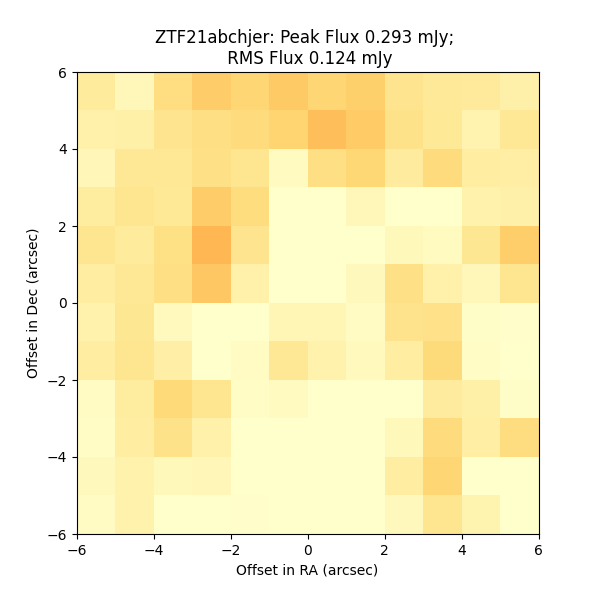 ZTF21abchjer: Peak Flux 0.293 mJy;
RMS Flux 0.124 mJy
6
4
2
0
−2
−4
−6
Offset in Dec (arcsec)
−6 −4 −2 0 2 4 6
Offset in RA (arcsec)